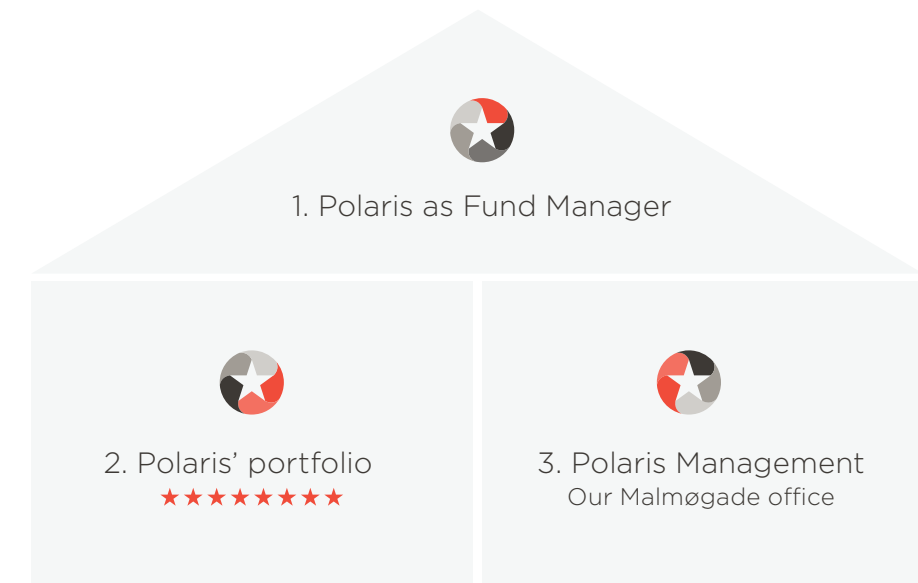 1. Polaris as Fund Manager
2. Polaris’ portfolio
3. Polaris Management
Our Malmøgade office